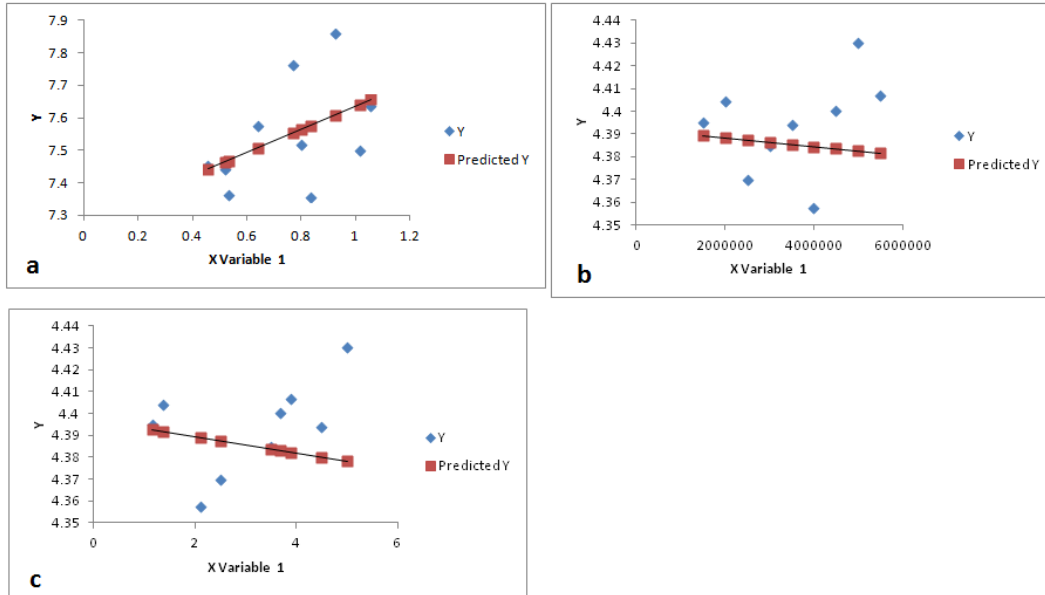 7.9
7.8
7.7
7.6
7.5
7.4
7.3
Y
0 0.2 0.4 0.6 0.8 1 1.2
X Variable 1
Y
Predicted Y
a
4.44
4.43
4.42
4.41
4.4
4.39
4.38
4.37
4.36
4.35
Y
0 2000000 4000000 6000000
X Variable 1
Y
Predicted Y
b
4.44
4.43
4.42
4.41
4.4
4.39
4.38
4.37
4.36
4.35
Y
0 2 4 6
X Variable 1
Y
Predicted Y
c